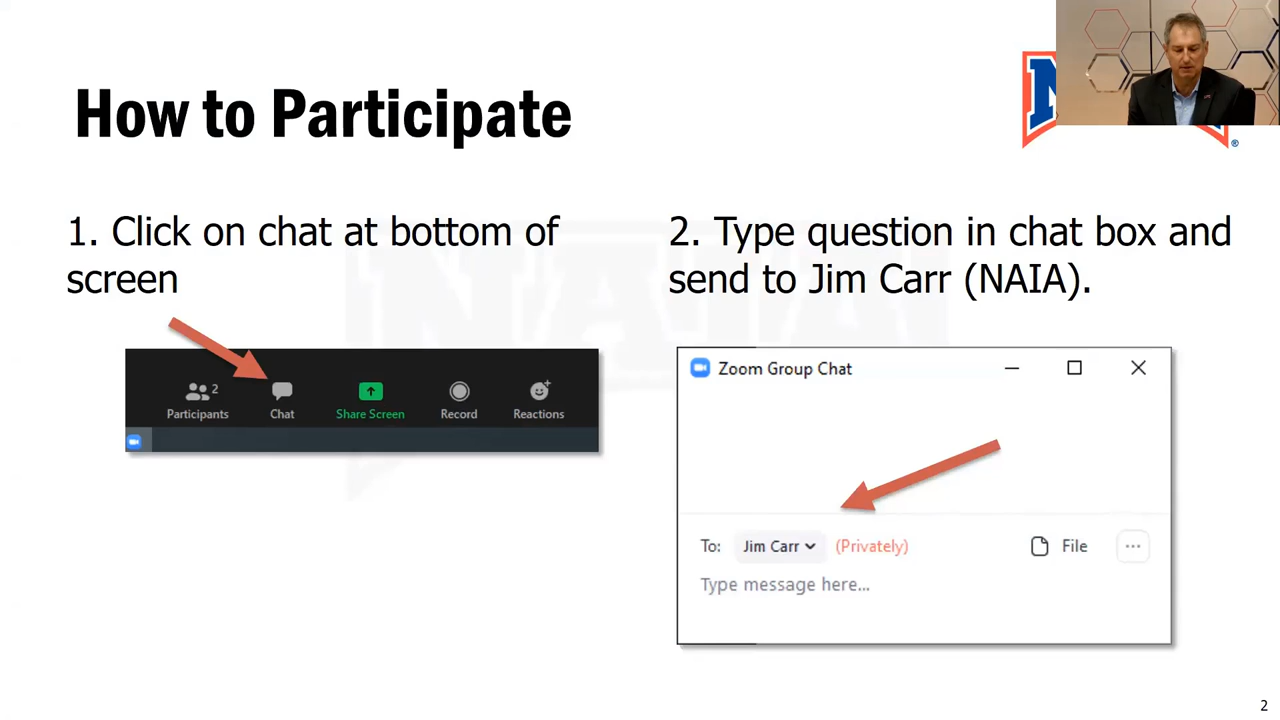 How to Participate
1. Click on chat at bottom of
screen
2. Type question in chat box and
send to Jim Carr (NAIA).
2
Participants
Chat
Share Screen
Record
Reactions
Zoom Group Chat
To:
Jim Carr
(Privately)
File
Type message here...
NAIA
®
2